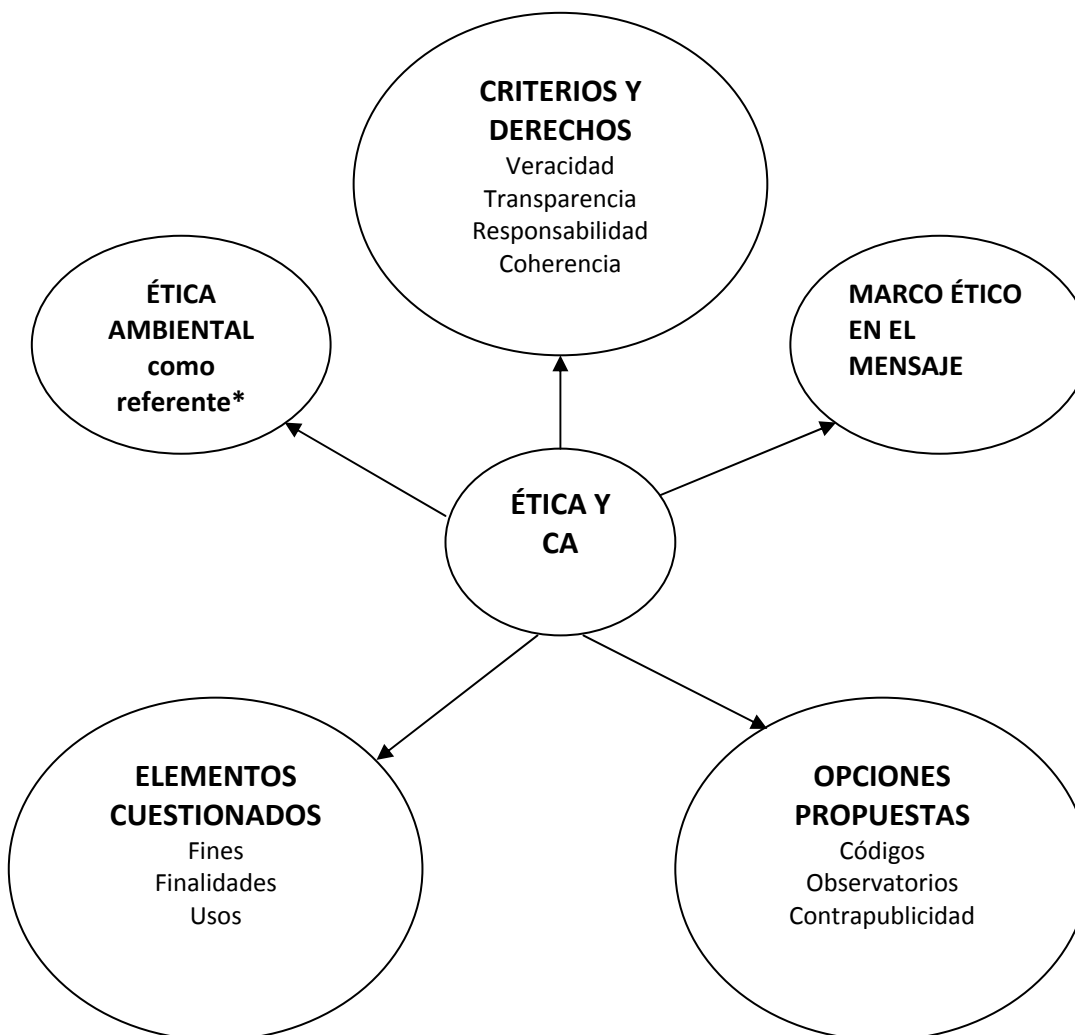 CRITERIOS Y
DERECHOS
Veracidad
Transparencia
Responsabilidad
Coherencia
ÉTICA
AMBIENTAL
como
referente*
MARCO ÉTICO
EN EL
MENSAJE
ÉTICA Y
CA
ELEMENTOS
CUESTIONADOS
Fines
Finalidades
Usos
OPCIONES
PROPUESTAS
Códigos
Observatorios
Contrapublicidad